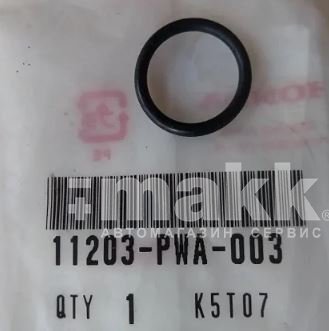 makk
АВТОМАГАЗИН СЕРВИС
11203-PWA-003
QTY 1 K5T07